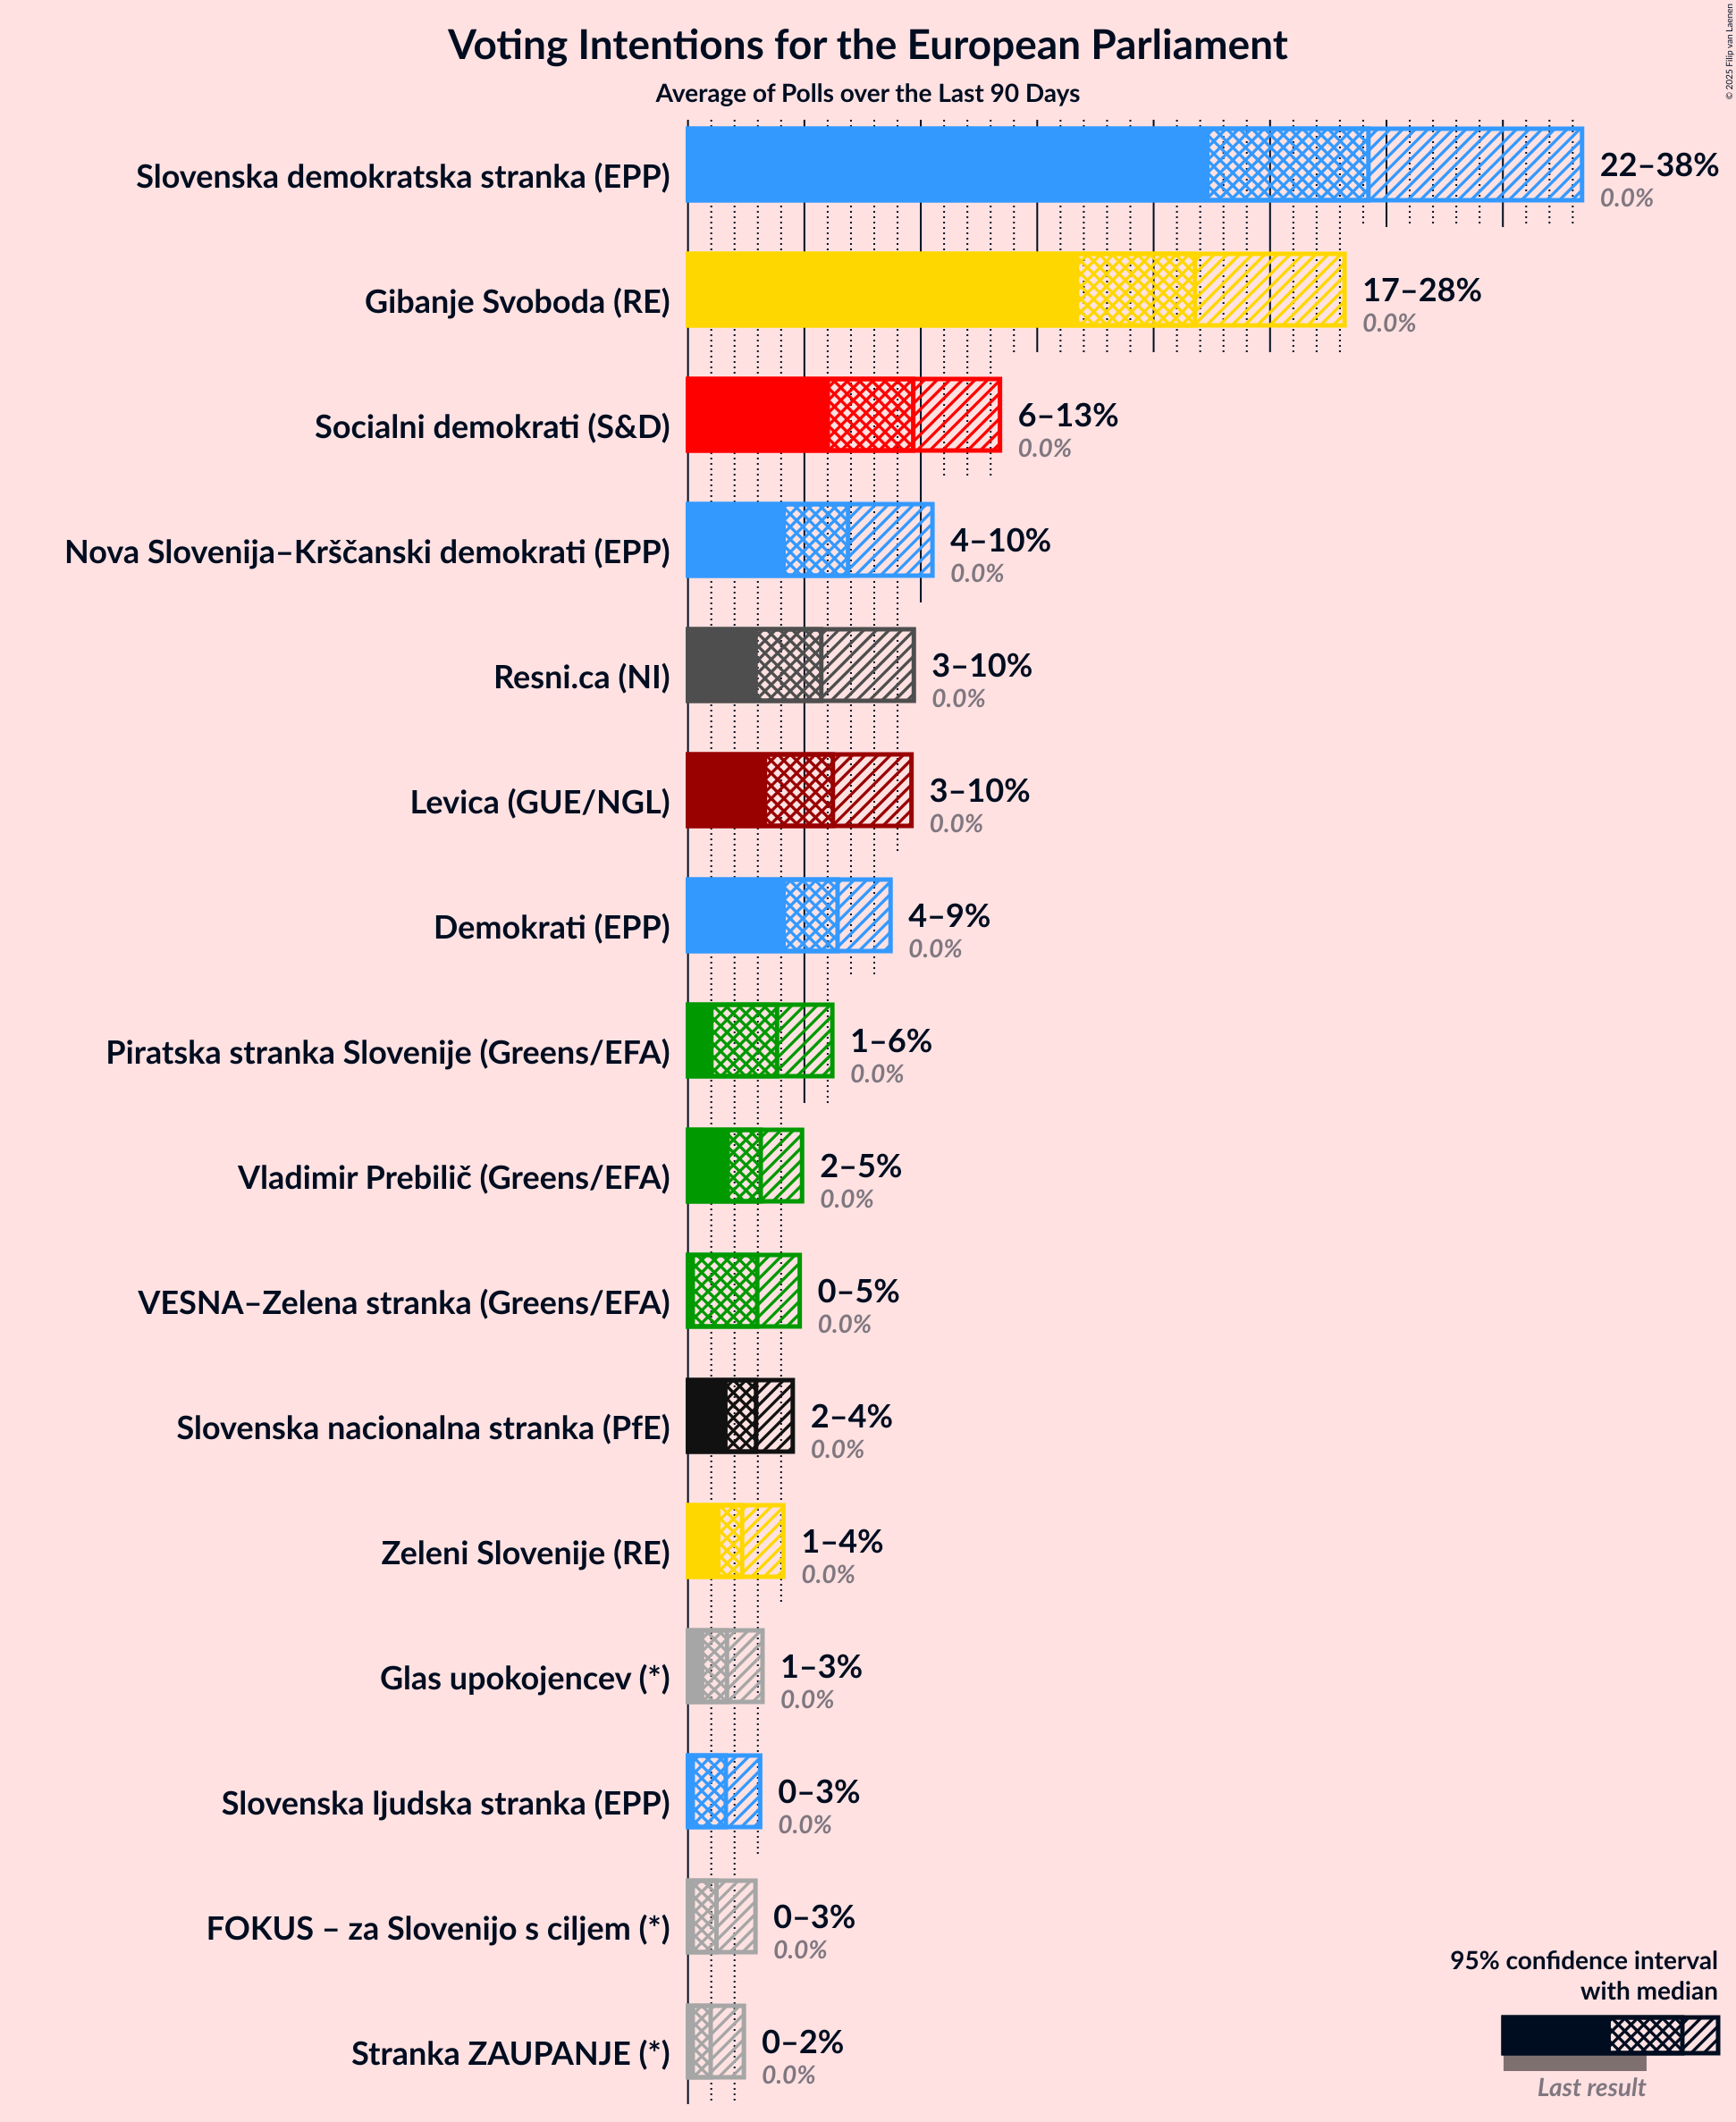 Voting Intentions for the European Parliament
Average of Polls over the Last 90 Days
© 2025 Filip van Laenen
Slovenska demokratska stranka (EPP)
22–38%
0.0%
Gibanje Svoboda (RE)
17–28%
0.0%
Socialni demokrati (S&D)
6–13%
0.0%
Nova Slovenija–Krščanski demokrati (EPP)
4–10%
0.0%
Resni.ca (NI)
3–10%
0.0%
Levica (GUE/NGL)
3–10%
0.0%
Demokrati (EPP)
4–9%
0.0%
Piratska stranka Slovenije (Greens/EFA)
1–6%
0.0%
Vladimir Prebilič (Greens/EFA)
2–5%
0.0%
VESNA–Zelena stranka (Greens/EFA)
0–5%
0.0%
Slovenska nacionalna stranka (PfE)
2–4%
0.0%
Zeleni Slovenije (RE)
1–4%
0.0%
Glas upokojencev (*)
1–3%
0.0%
Slovenska ljudska stranka (EPP)
0–3%
0.0%
FOKUS – za Slovenijo s ciljem (*)
0–3%
0.0%
Stranka ZAUPANJE (*)
0–2%
0.0%
95% confidence interval
with median
Last result